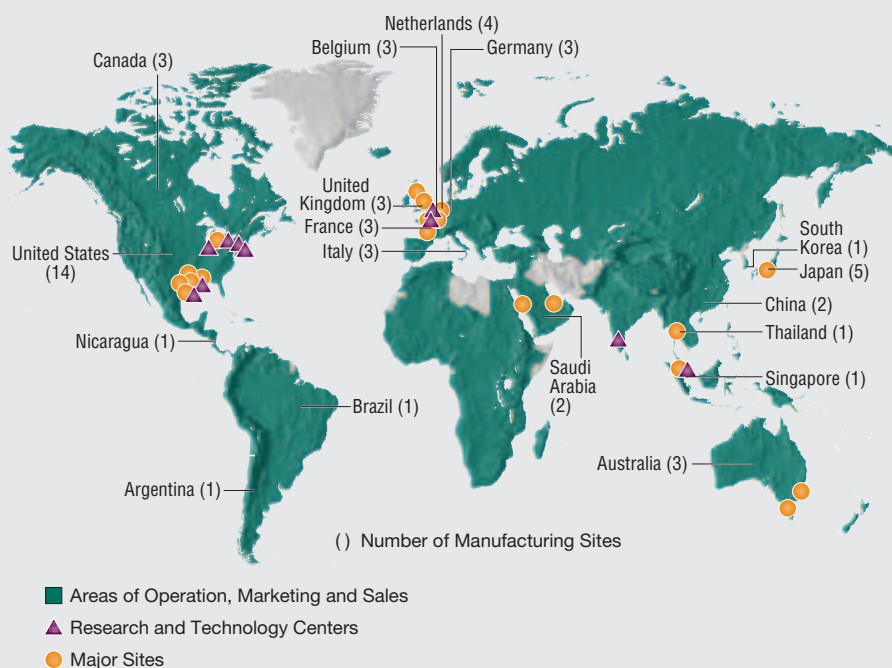 Netherlands (4)
Belgium (3)
Germany (3)
Canada (3)
United
Kingdom (3)
France (3)
Italy (3)
United States
(14)
South
Korea (1)
Japan (5)
China (2)
Thailand (1)
Nicaragua (1)
Saudi
Arabia
(2)
Singapore (1)
Brazil (1)
Australia (3)
Argentina (1)
( ) Number of Manufacturing Sites
Areas of Operation, Marketing and Sales
Research and Technology Centers
Major Sites